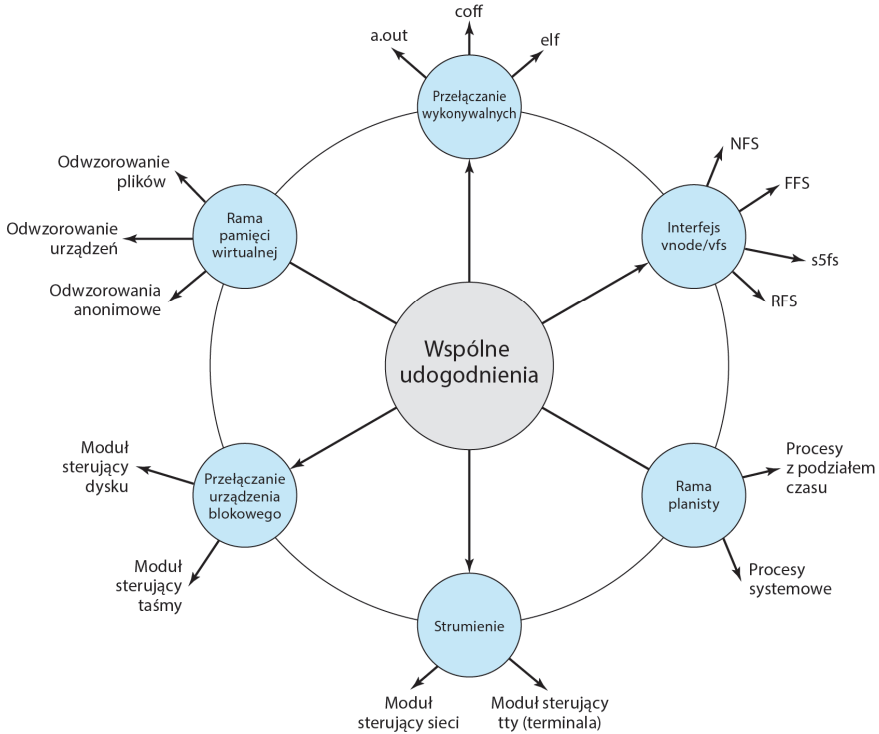 coff
a.out
elf
Przełączanie
wykonywalnych
NFS
FFS
Interfejs
vnode/vfs
s5fs
RFS
Odwzorowanie
plików
Odwzorowanie
urządzeń
Odwzorowania
anonimowe
Rama
pamięci
wirtualnej
Wspólne
udogodnienia
Moduł
sterujący
dysku
Przełączanie
urządzenia
blokowego
Moduł
sterujący
taśmy
Rama
planisty
Procesy
z podziałem
czasu
Procesy
systemowe
Strumienie
Moduł
sterujący sieci
Moduł sterujący
tty (terminala)